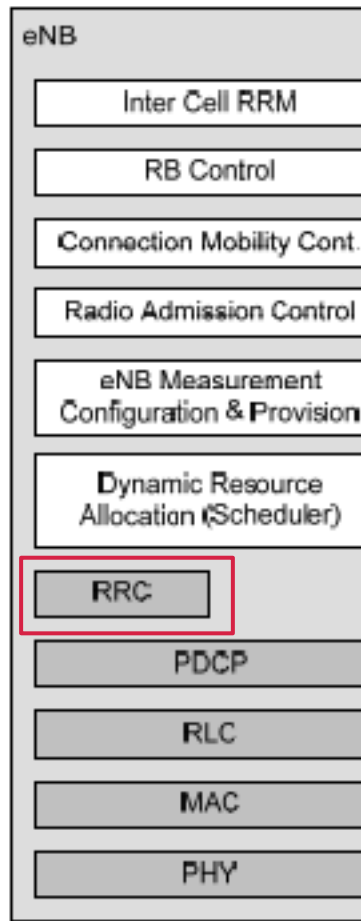 eNB
Inter Cell RRM
RB Control
Connection Mobility Cont.
Radio Admission Control
eNB Measurement
Configuration & Provision
Dynamic Resource
Allocation (Scheduler)
RRC
PDCP
RLC
MAC
PHY